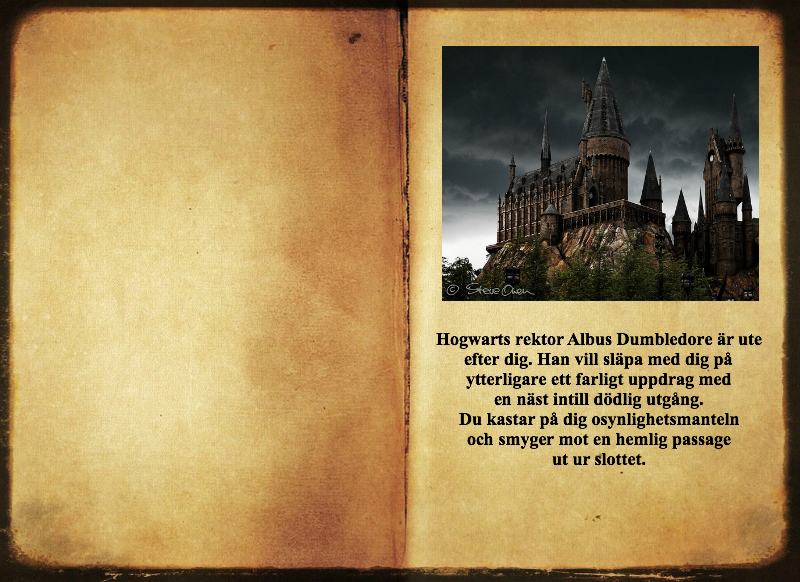 © Steve Owen
Hogwarts rektor Albus Dumbledore är ute
efter dig. Han vill släpa med dig på
ytterligare ett farligt uppdrag med
en näst intill dödlig utgång.
Du kastar på dig osynlighetsmanteln
och smyger mot en hemlig passage
ut ur slottet.